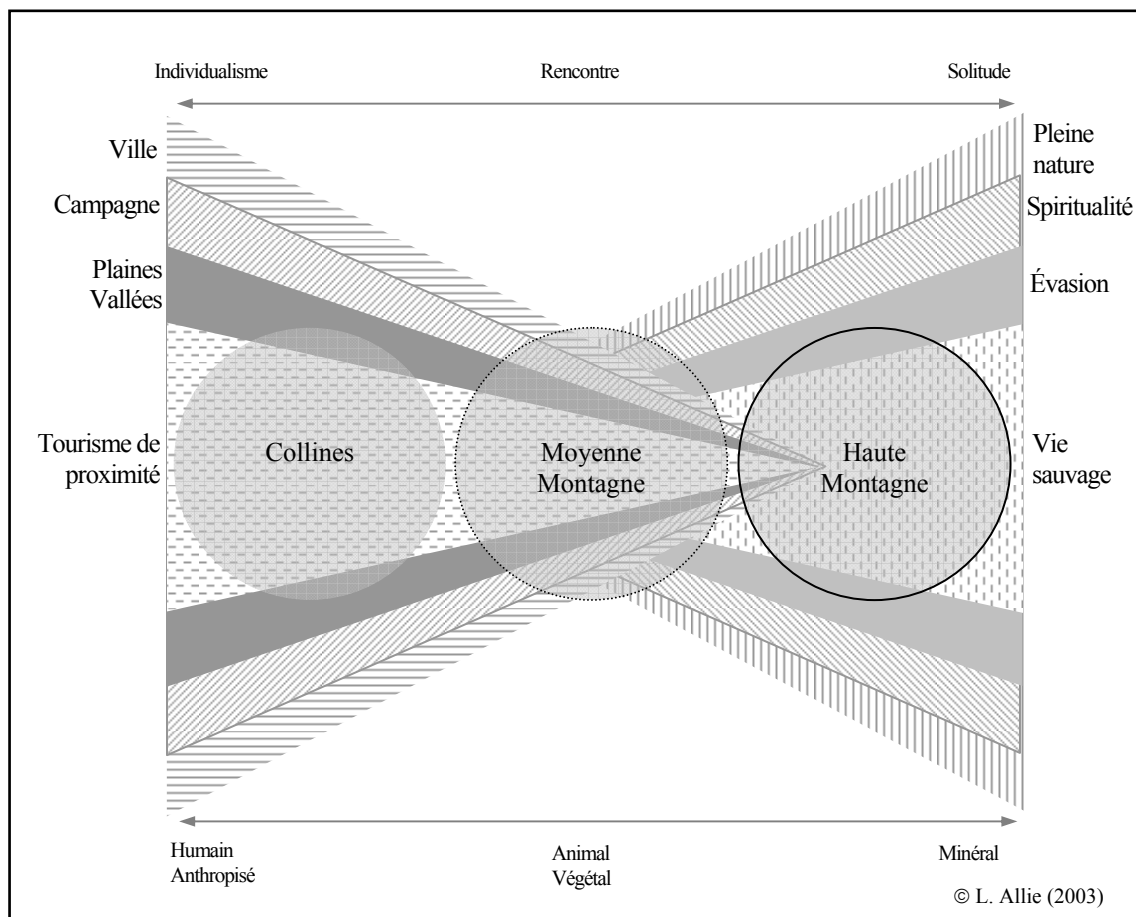 Individualisme
Rencontre
Solitude
Ville
Campagne
Plaines
Vallées
Tourisme de
proximité
Collines
Moyenne
Montagne
Haute
Montagne
Pleine
nature
Spiritualité
Évasion
Vie
sauvage
Humain
Anthropisé
Animal
Végétal
Minéral
© L. Allie (2003)